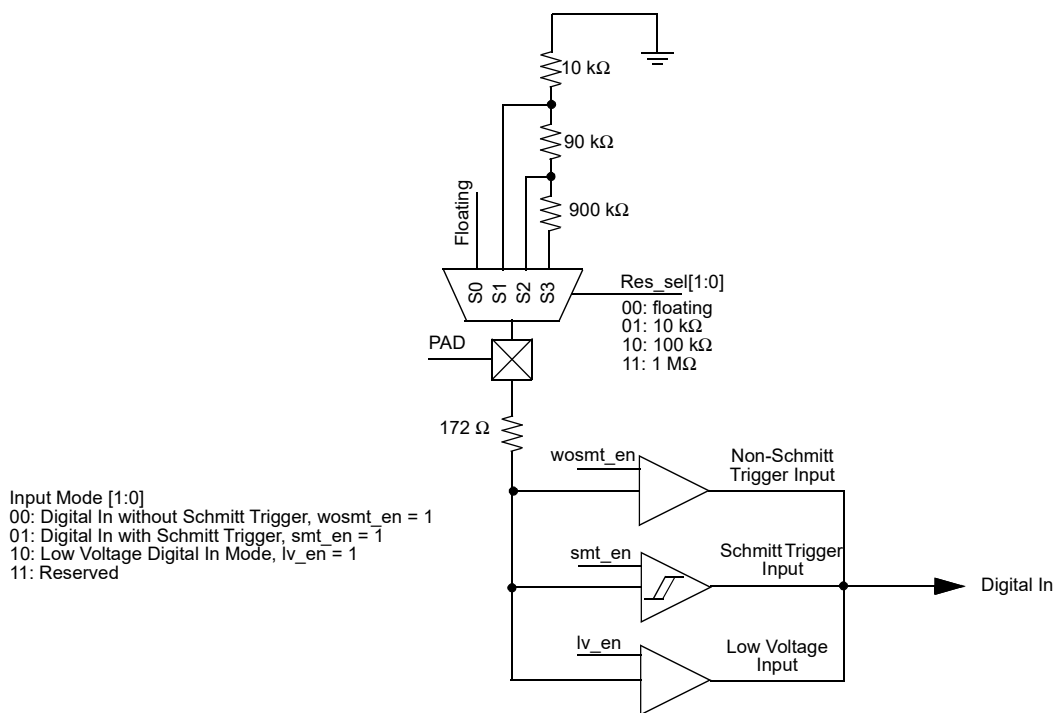 10 kΩ
90 kΩ
900 kΩ
Floating
S0
S1
S2
S3
Res_sel[1:0]
00: floating
01: 10 kΩ
10: 100 kΩ
11: 1 MΩ
PAD
172 Ω
wosmt_en
Non-Schmitt
Trigger Input
Input Mode [1:0]
00: Digital In without Schmitt Trigger, wosmt_en = 1
01: Digital In with Schmitt Trigger, smt_en = 1
10: Low Voltage Digital In Mode, lv_en = 1
11: Reserved
smt_en
Schmitt Trigger
Input
Digital In
lv_en
Low Voltage
Input